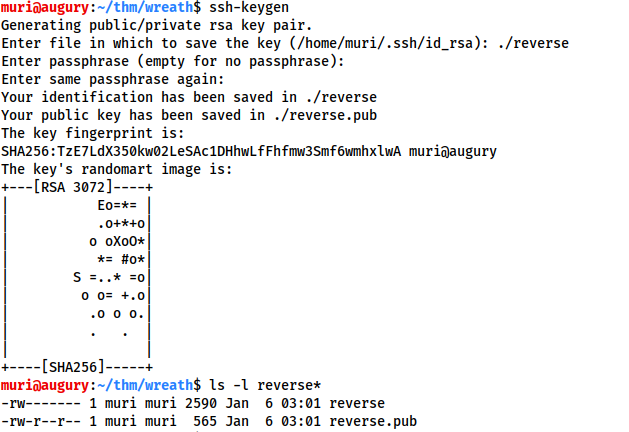 muri@augury:~/thm/wreath$ ssh-keygen
Generating public/private rsa key pair.
Enter file in which to save the key (/home/muri/.ssh/id_rsa): ./reverse
Enter passphrase (empty for no passphrase):
Enter same passphrase again:
Your identification has been saved in ./reverse
Your public key has been saved in ./reverse.pub
The key fingerprint is:
SHA256:TzE7LdX350kw02LeSAc1DHhwLfFhfmw3Smf6wmhxlwA muri@augury
The key's randomart image is:
+---[RSA 3072]----+
|           Eo=*= |
|           .o+*+o|
|          o oXoO*|
|           *= #o*|
|        S =..* =o|
|         o o= +.o|
|          .o o o.|
|          .   .  |
|                 |
+----[SHA256]-----+
muri@augury:~/thm/wreath$ ls -l reverse*
-rw------- 1 muri muri 2590 Jan  6 03:01 reverse
-rw-r--r-- 1 muri muri  565 Jan  6 03:01 reverse.pub